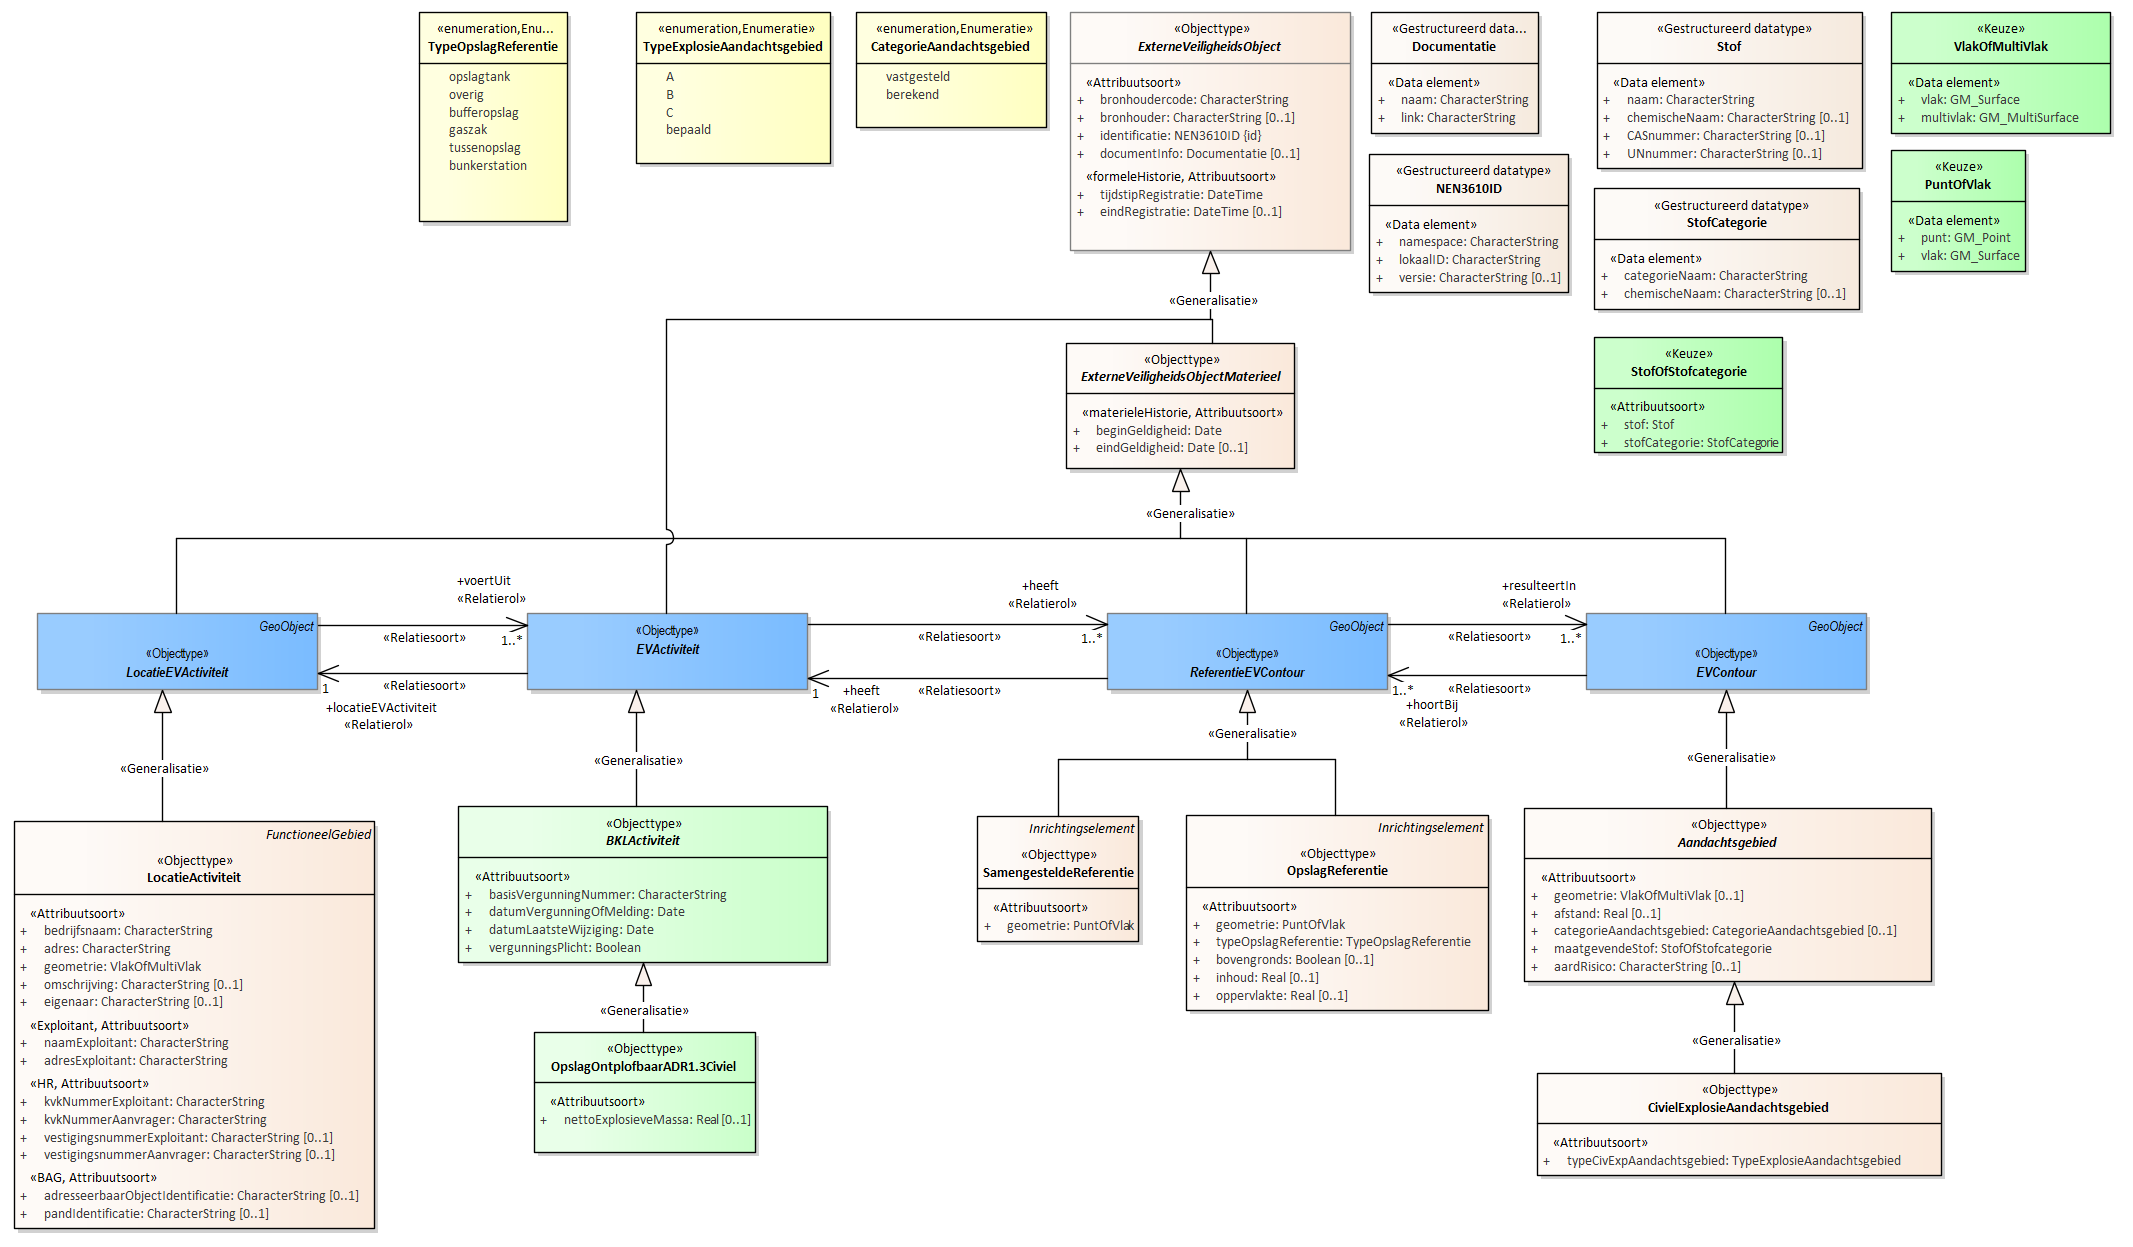 «enumeration,Enu...
TypeOpslagReferentie
opslagtank
overig
bufferopslag
gaszak
tussenopslag
bunkerstation
«enumeration,Enumeratie»
TypeExplosieAandachtsgebied
A
B
C
bepaald
«enumeration,Enumeratie»
CategorieAandachtsgebied
vastgesteld
berekend
«Objecttype»
ExterneVeiligheidsObject
«Attribuutsoort»
+ bronhoudercode: CharacterString
+ bronhouder: CharacterString [0..1]
+ identificatie: NEN3610ID {id}
+ documentInfo: Documentatie [0..1]
«formeleHistorie, Attribuutsoort»
+ tijdstipRegistratie: DateTime
+ eindRegistratie: DateTime [0..1]
«Gestructureerd data...
Documentatie
«Data element»
+ naam: CharacterString
+ link: CharacterString
«Gestructureerd datatype»
NEN3610ID
«Data element»
+ namespace: CharacterString
+ lokaalID: CharacterString
+ versie: CharacterString [0..1]
«Gestructureerd datatype»
Stof
«Data element»
+ naam: CharacterString
+ chemischeNaam: CharacterString [0..1]
+ CASnummer: CharacterString [0..1]
+ UNnummer: CharacterString [0..1]
«Gestructureerd datatype»
StofCategorie
«Data element»
+ categorieNaam: CharacterString
+ chemischeNaam: CharacterString [0..1]
«Keuze»
StofOfStofcategorie
«Attribuutsoort»
+ stof: Stof
+ stofCategorie: StofCategorie
«Keuze»
VlakOfMultiVlak
«Data element»
+ vlak: GM_Surface
+ multivlak: GM_MultiSurface
«Keuze»
PuntOfVlak
«Data element»
+ punt: GM_Point
+ vlak: GM_Surface
«Generalisatie»
«Objecttype»
ExterneVeiligheidsObjectMaterieel
«materieleHistorie, Attribuutsoort»
+ beginGeldigheid: Date
+ eindGeldigheid: Date [0..1]
«Generalisatie»
GeoObject
«Objecttype»
LocatieEVActiviteit
+voertUit
«Relatierol»
«Relatiesoort»
1..*
«Relatiesoort»
1
+locatieEVActiviteit
«Relatierol»
«Objecttype»
EVActiviteit
+heeft
«Relatierol»
«Relatiesoort»
1..*
«Relatiesoort»
1
+heeft
«Relatierol»
GeoObject
«Objecttype»
ReferentieEVContour
+resulteertIn
«Relatierol»
«Relatiesoort»
1..*
«Relatiesoort»
1..*
+hoortBij
«Relatierol»
GeoObject
«Objecttype»
EVContour
«Generalisatie»
«Generalisatie»
«Generalisatie»
«Generalisatie»
FunctioneelGebied
«Objecttype»
LocatieActiviteit
«Attribuutsoort»
+ bedrijfsnaam: CharacterString
+ adres: CharacterString
+ geometrie: VlakOfMultiVlak
+ omschrijving: CharacterString [0..1]
+ eigenaar: CharacterString [0..1]
«Exploitant, Attribuutsoort»
+ naamExploitant: CharacterString
+ adresExploitant: CharacterString
«HR, Attribuutsoort»
+ kvkNummerExploitant: CharacterString
+ kvkNummerAanvrager: CharacterString
+ vestigingsnummerExploitant: CharacterString [0..1]
+ vestigingsnummerAanvrager: CharacterString [0..1]
«BAG, Attribuutsoort»
+ adresseerbaarObjectIdentificatie: CharacterString [0..1]
+ pandIdentificatie: CharacterString [0..1]
«Objecttype»
BKLActiviteit
«Attribuutsoort»
+ basisVergunningNummer: CharacterString
+ datumVergunningOfMelding: Date
+ datumLaatsteWijziging: Date
+ vergunningsPlicht: Boolean
«Generalisatie»
«Objecttype»
OpslagOntplofbaarADR1.3Civiel
«Attribuutsoort»
+ nettoExplosieveMassa: Real [0..1]
Inrichtingselement
«Objecttype»
SamengesteldeReferentie
«Attribuutsoort»
+ geometrie: PuntOfVlak
Inrichtingselement
«Objecttype»
OpslagReferentie
«Attribuutsoort»
+ geometrie: PuntOfVlak
+ typeOpslagReferentie: TypeOpslagReferentie
+ bovengronds: Boolean [0..1]
+ inhoud: Real [0..1]
+ oppervlakte: Real [0..1]
«Objecttype»
Aandachtsgebied
«Attribuutsoort»
+ geometrie: VlakOfMultiVlak [0..1]
+ afstand: Real [0..1]
+ categorieAandachtsgebied: CategorieAandachtsgebied [0..1]
+ maatgevendeStof: StofOfStofcategorie
+ aardRisico: CharacterString [0..1]
«Generalisatie»
«Objecttype»
CivielExplosieAandachtsgebied
«Attribuutsoort»
+ typeCivExpAandachtsgebied: TypeExplosieAandachtsgebied